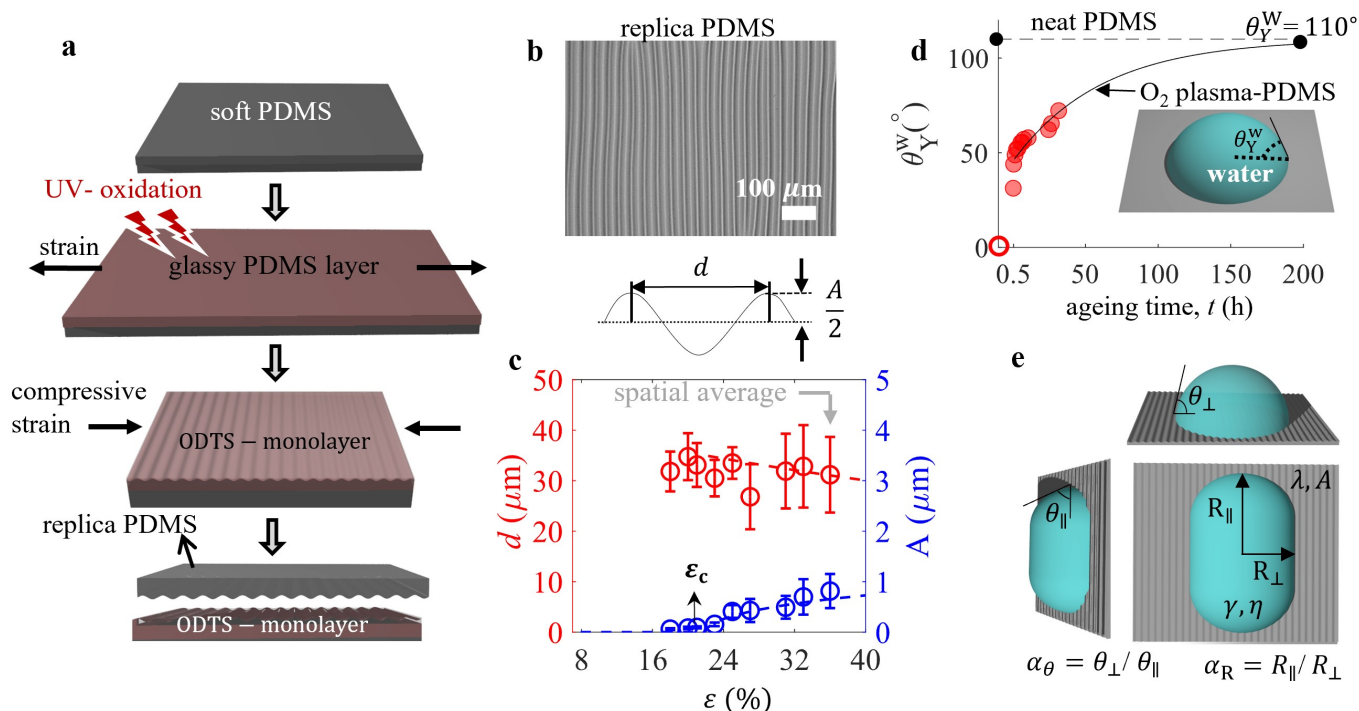 a
soft PDMS
UV- oxidation
strain
glassy PDMS layer
compressive
strain
ODTS − monolayer
replica PDMS
ODTS − monolayer
b
replica PDMS
100 μm
d
A
2
c
50
40
30
20
10
0
d (μm)
spatial average
ε_c
5
4
3
2
1
0
A (μm)
8
16
24
32
40
ε (%)
d
neat PDMS
θ_Y^W = 110°
O₂ plasma-PDMS
θ_Y^W
water
100
50
0
θ_Y^W(°)
0.5
50
100
150
200
ageing time, t (h)
e
θ_⊥
θ_∥
λ, A
R_∥
R_⊥
γ, η
α_θ = θ_⊥/ θ_∥
α_R = R_∥/ R_⊥